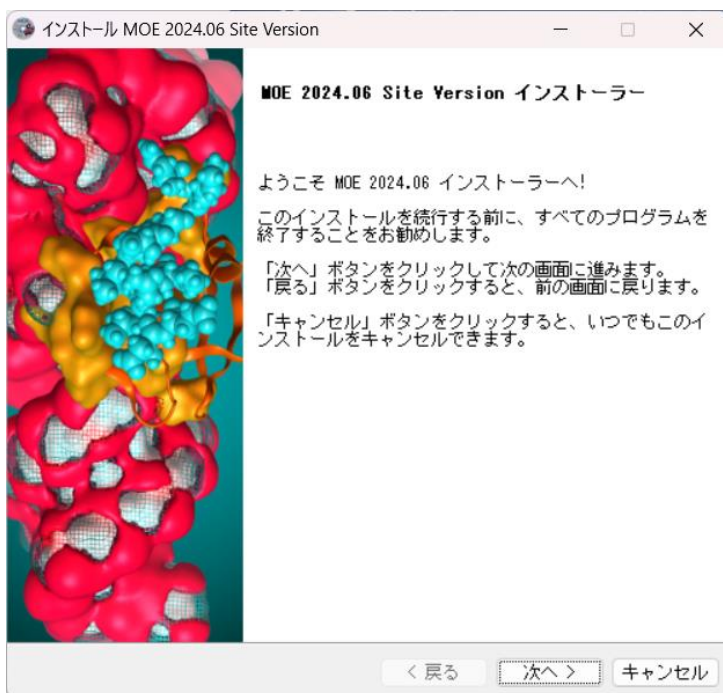 インストール MOE 2024.06 Site Version
MOE 2024.06 Site Version インストーラー
ようこそ MOE 2024.06 インストーラーへ!
このインストールを続行する前に、すべてのプログラムを
終了することをお勧めします。
「次へ」ボタンをクリックして次の画面に進みます。
「戻る」ボタンをクリックすると、前の画面に戻ります。
「キャンセル」ボタンをクリックすると、いつでもこのイ
ンストールをキャンセルできます。
< 戻る 次へ > キャンセル